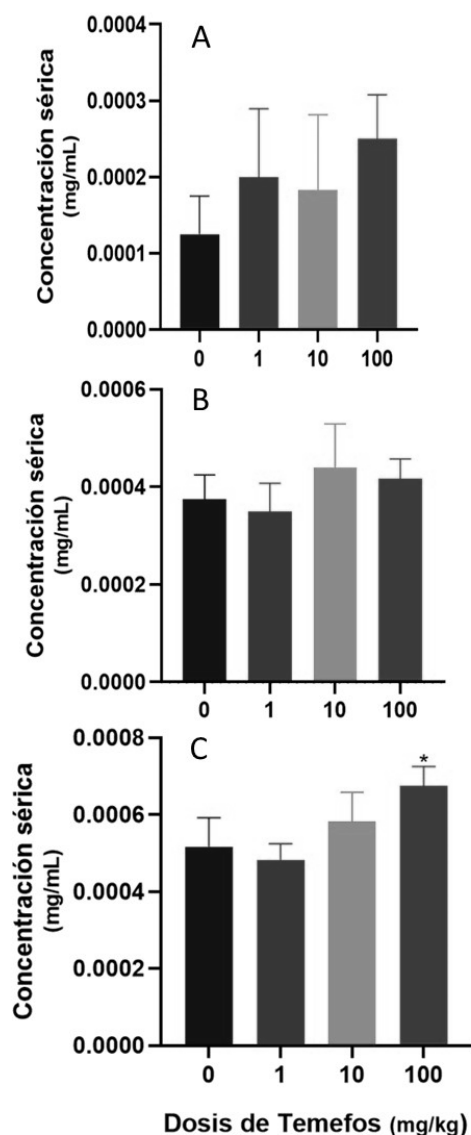 A
0.0004
0.0003
0.0002
0.0001
0.0000
Concentración sérica
(mg/mL)
0 1 10 100
B
0.0006
0.0004
0.0002
0.0000
Concentración sérica
(mg/mL)
0 1 10 100
C
0.0008
0.0006
0.0004
0.0002
0.0000
Concentración sérica
(mg/mL)
*
0 1 10 100
Dosis de Temefos (mg/kg)